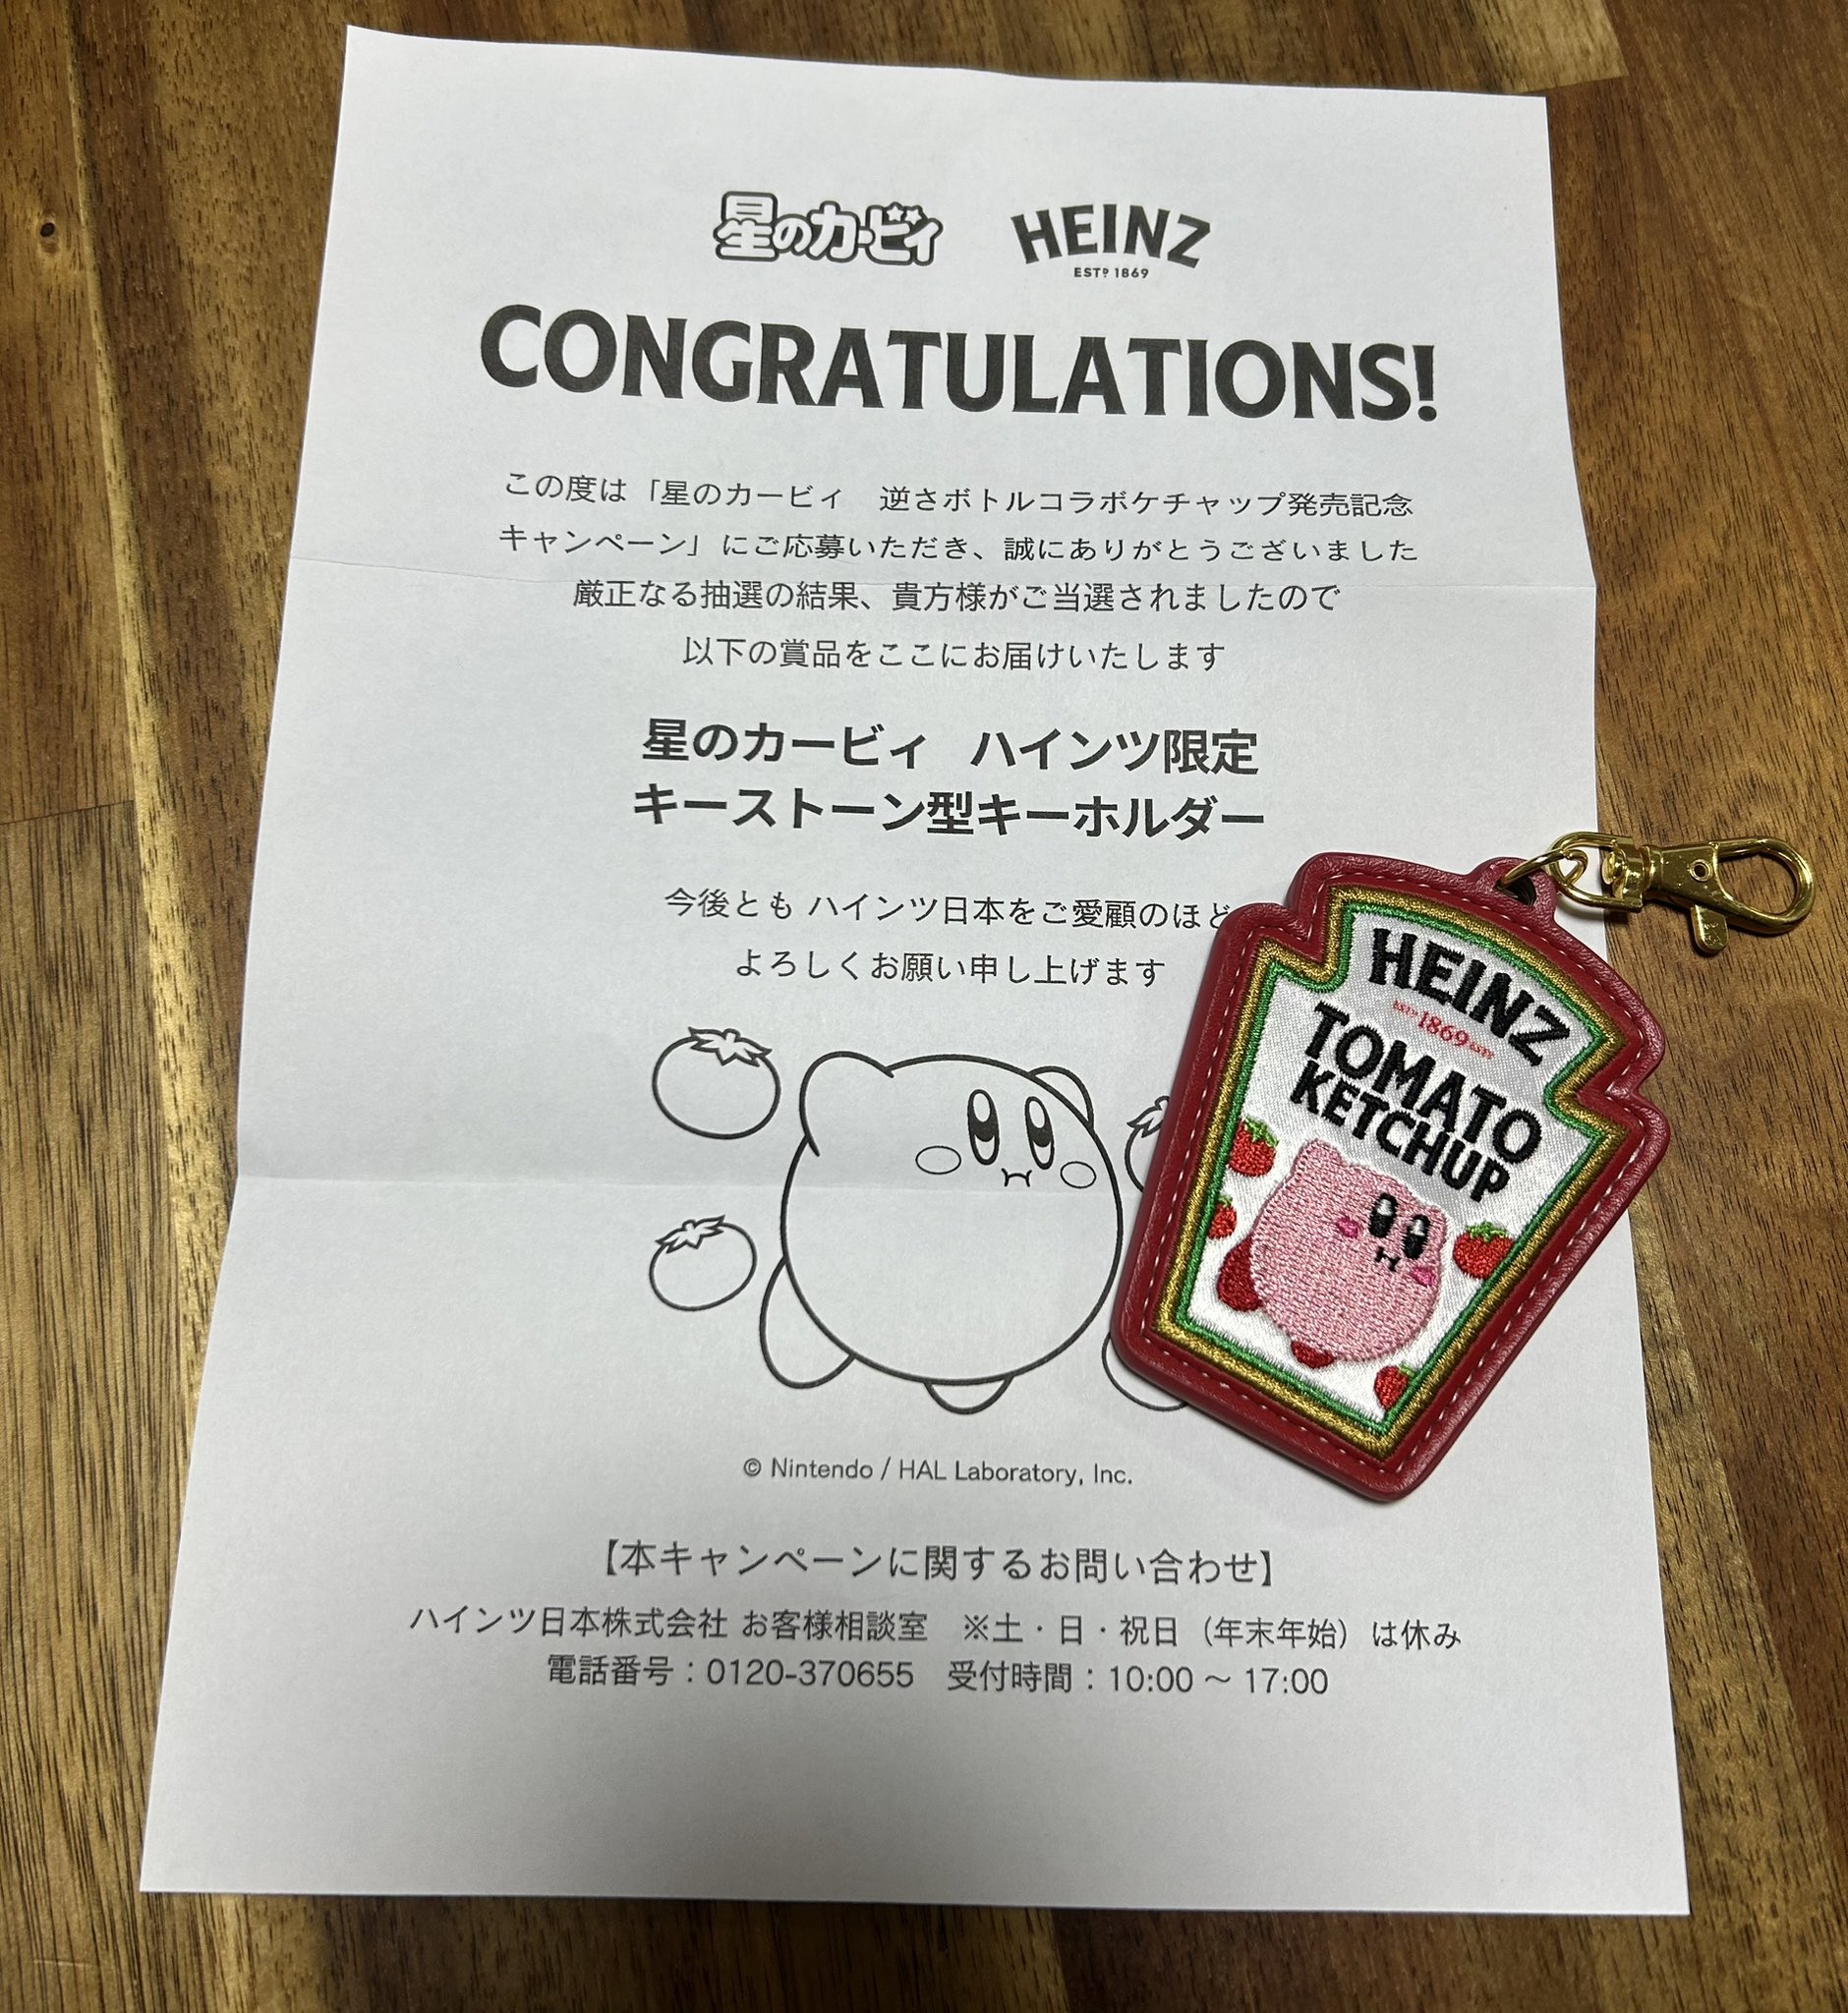 星のカービィ HEINZ
ESTD 1869
CONGRATULATIONS!
この度は「星のカービィ 逆さボトルコラボケチャップ発売記念
キャンペーン」にご応募いただき、誠にありがとうございました
厳正なる抽選の結果、貴方様がご当選されましたので
以下の賞品をここにお届けいたします
星のカービィ ハインツ限定
キーストーン型キーホルダー
今後とも ハインツ日本をご愛顧のほど
よろしくお願い申し上げます
HEINZ
1869
TOMATO
KETCHUP
© Nintendo / HAL Laboratory, Inc.
【本キャンペーンに関するお問い合わせ】
ハインツ日本株式会社 お客様相談室 ※土・日・祝日（年末年始）は休み
電話番号：0120-370655 受付時間：10:00 ～ 17:00